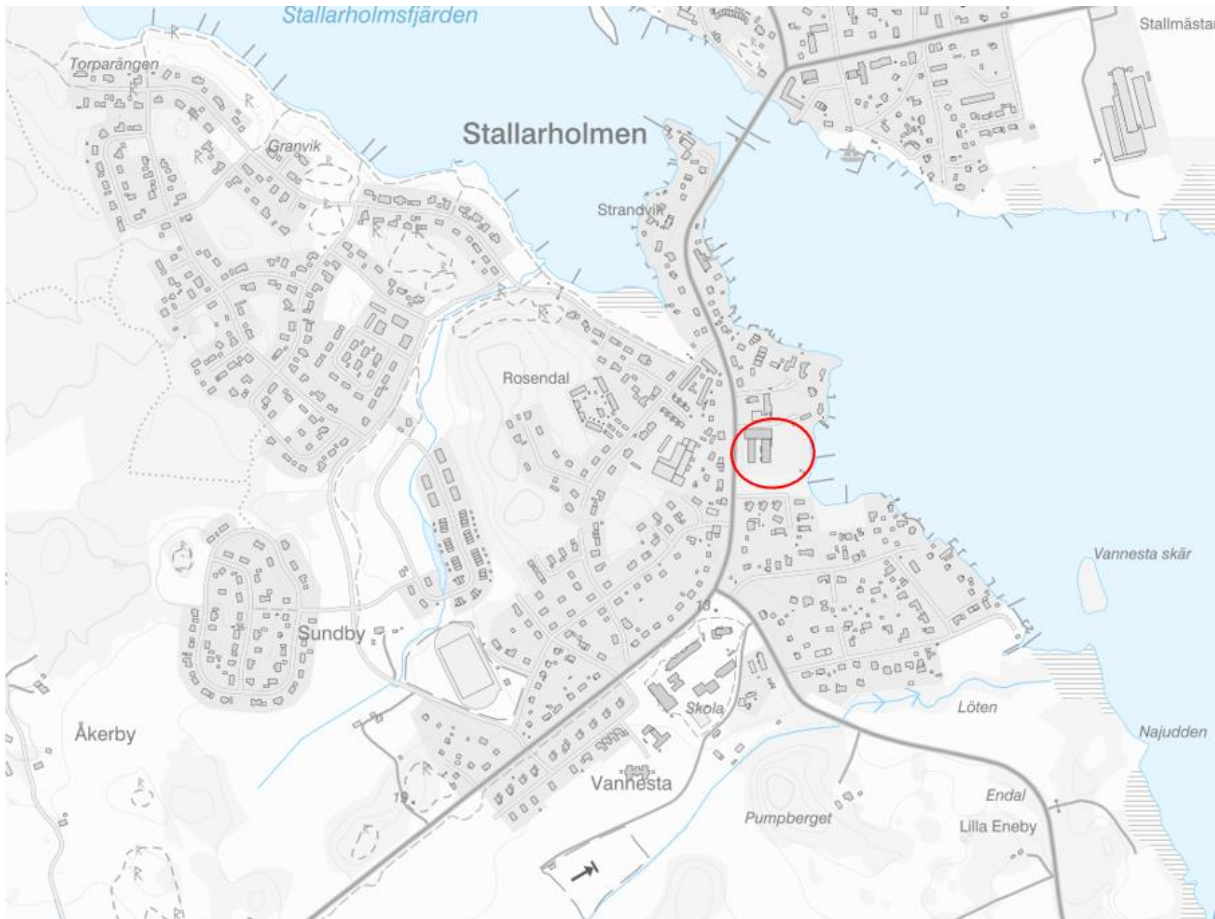 Stallarholmsfjärden
Stallmästar
Torparängen
Stallarholmen
Granvik
Strandvik
Rosendal
Vannesta skär
13
Sundby
Skola
Löten
Åkerby
Najudden
Vannesta
Endal
19
Pumpberget
Lilla Eneby